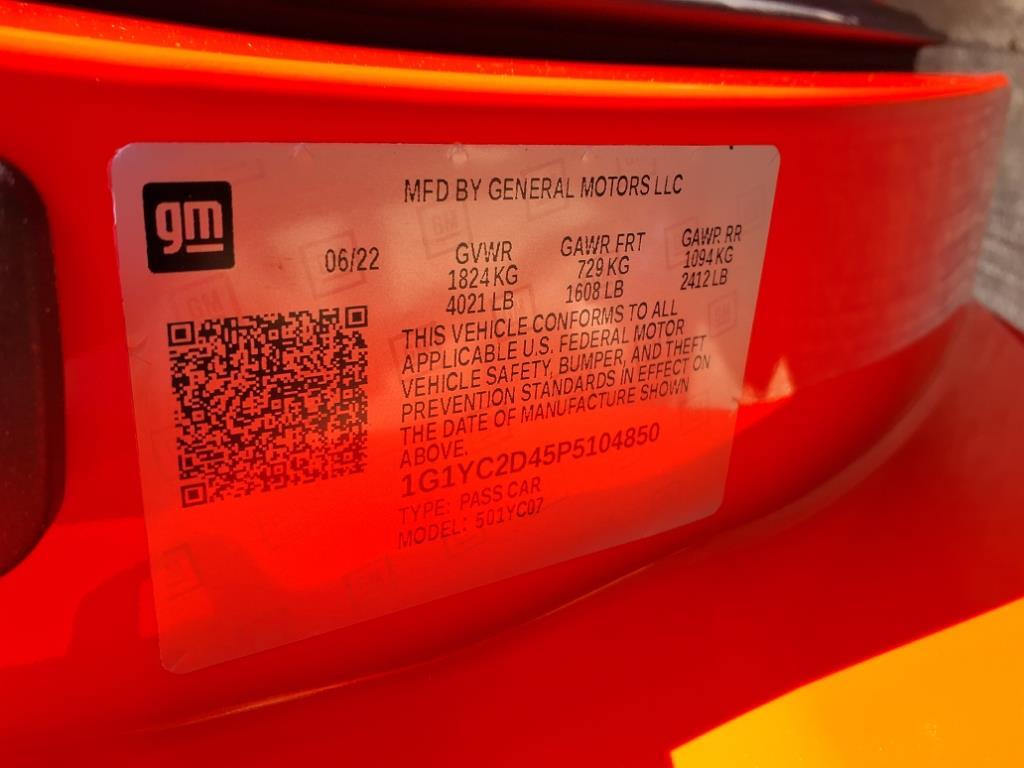 gm
MFD BY GENERAL MOTORS LLC
06/22
GVWR
1824 KG
4021 LB
GAWR FRT
729 KG
1608 LB
GAWR RR
1094 KG
2412 LB
THIS VEHICLE CONFORMS TO ALL
APPLICABLE U.S. FEDERAL MOTOR
VEHICLE SAFETY, BUMPER, AND THEFT
PREVENTION STANDARDS IN EFFECT ON
THE DATE OF MANUFACTURE SHOWN
ABOVE.
1G1YC2D45P5104850
TYPE: PASS CAR
MODEL: 501YC07